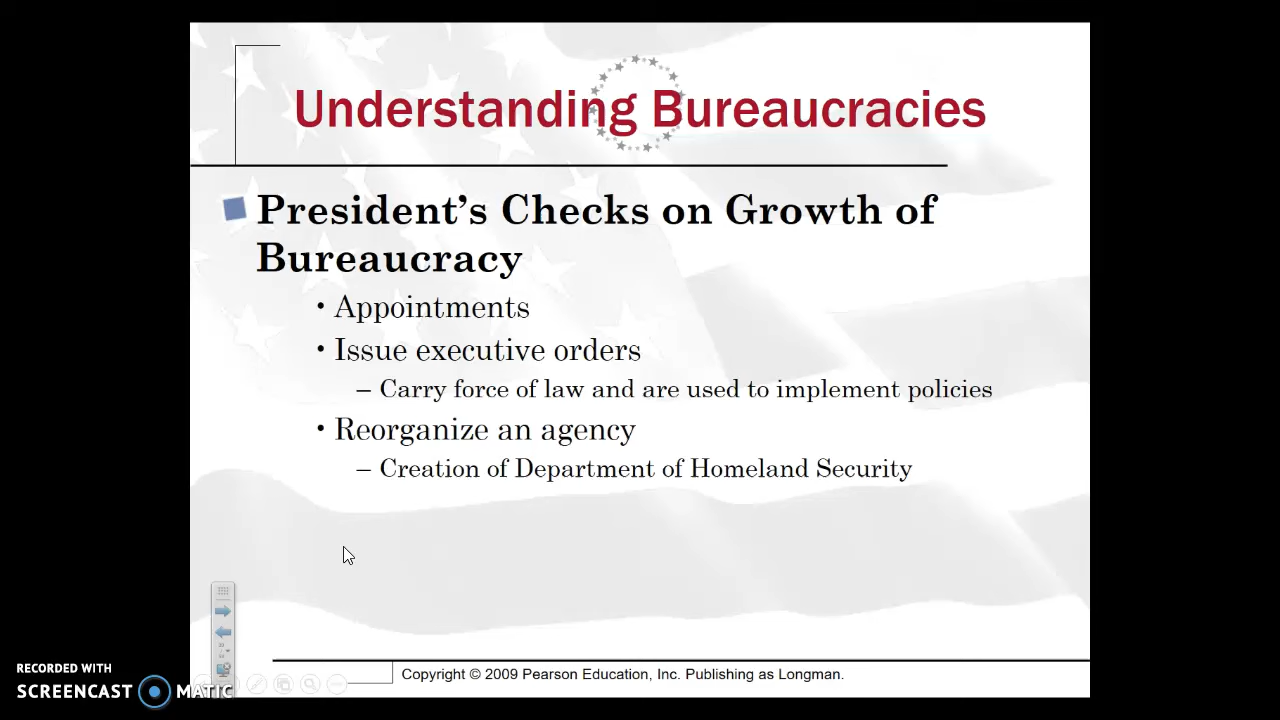 Understanding Bureaucracies
President’s Checks on Growth of
Bureaucracy
• Appointments
• Issue executive orders
– Carry force of law and are used to implement policies
• Reorganize an agency
– Creation of Department of Homeland Security
Copyright © 2009 Pearson Education, Inc. Publishing as Longman.
RECORDED WITH
SCREENCAST MATIC